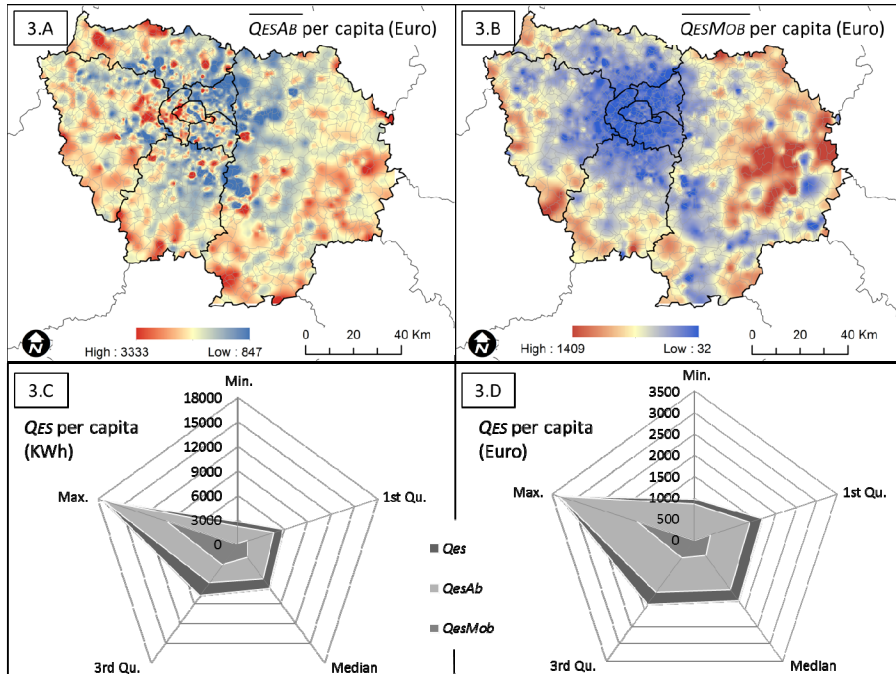 3.A
QESAB per capita (Euro)
N
High : 3333
Low : 847
0 20 40 Km
3.B
QESMOB per capita (Euro)
N
High : 1409
Low : 32
0 20 40 Km
3.C
QES per capita
(KWh)
Min.
18000
15000
12000
9000
6000
3000
0
1st Qu.
Median
3rd Qu.
Max.
Qes
QesAb
QesMob
3.D
QES per capita
(Euro)
Min.
3500
3000
2500
2000
1500
1000
500
0
1st Qu.
Median
3rd Qu.
Max.